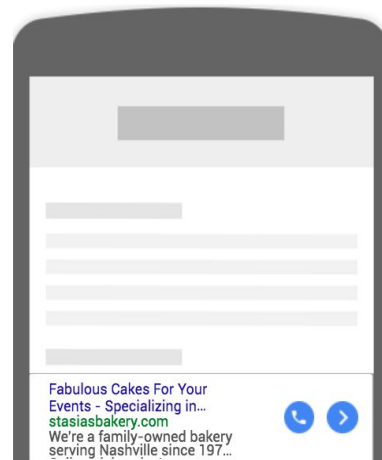 Fabulous Cakes For Your
Events - Specializing in...
stasiasbakery.com
We're a family-owned bakery
serving Nashville since 197...